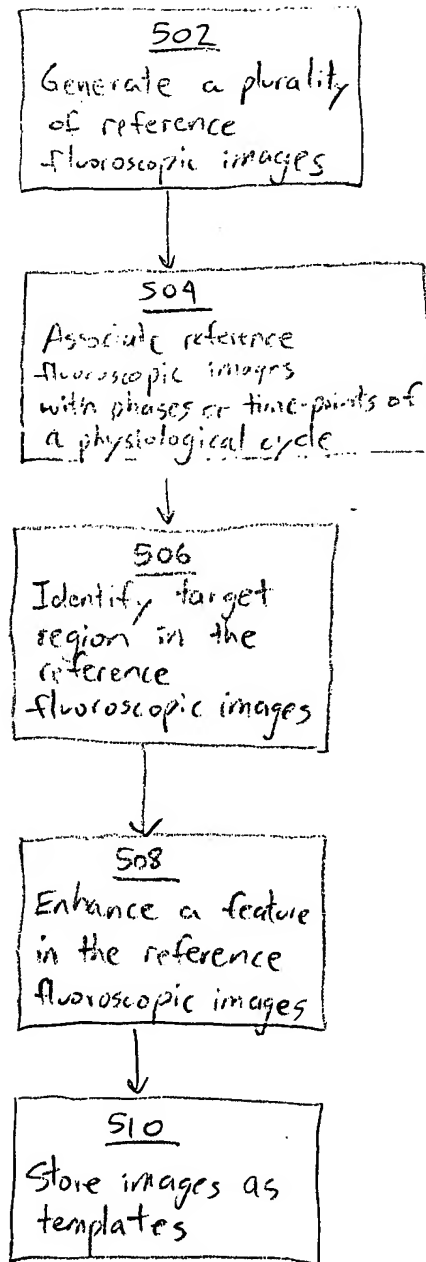 502
Generate a plurality
of reference
fluoroscopic images
504
Associate reference
fluoroscopic images
with phases or time-points of
a physiological cycle
506
Identify target
region in the
reference
fluoroscopic images
508
Enhance a feature
in the reference
fluoroscopic images
510
Store images as
templates